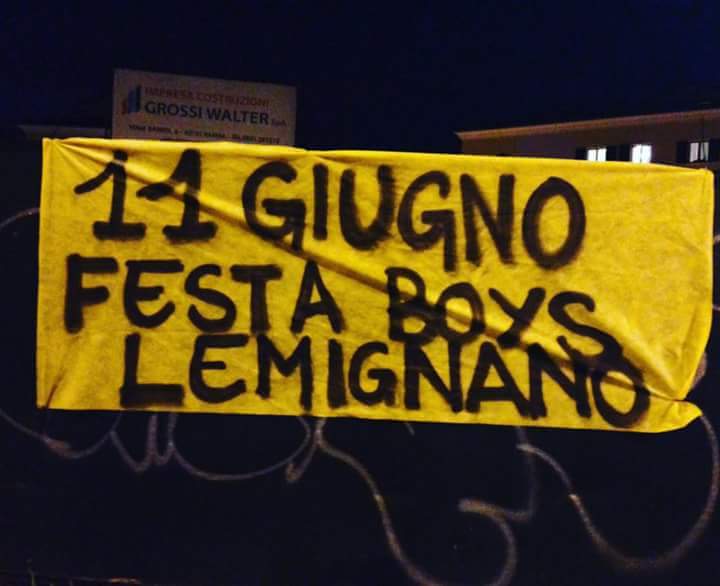 IMPRESA COSTRUZIONI
GROSSI WALTER
11 GIUGNO
FESTA BOYS
LEMIGNANO